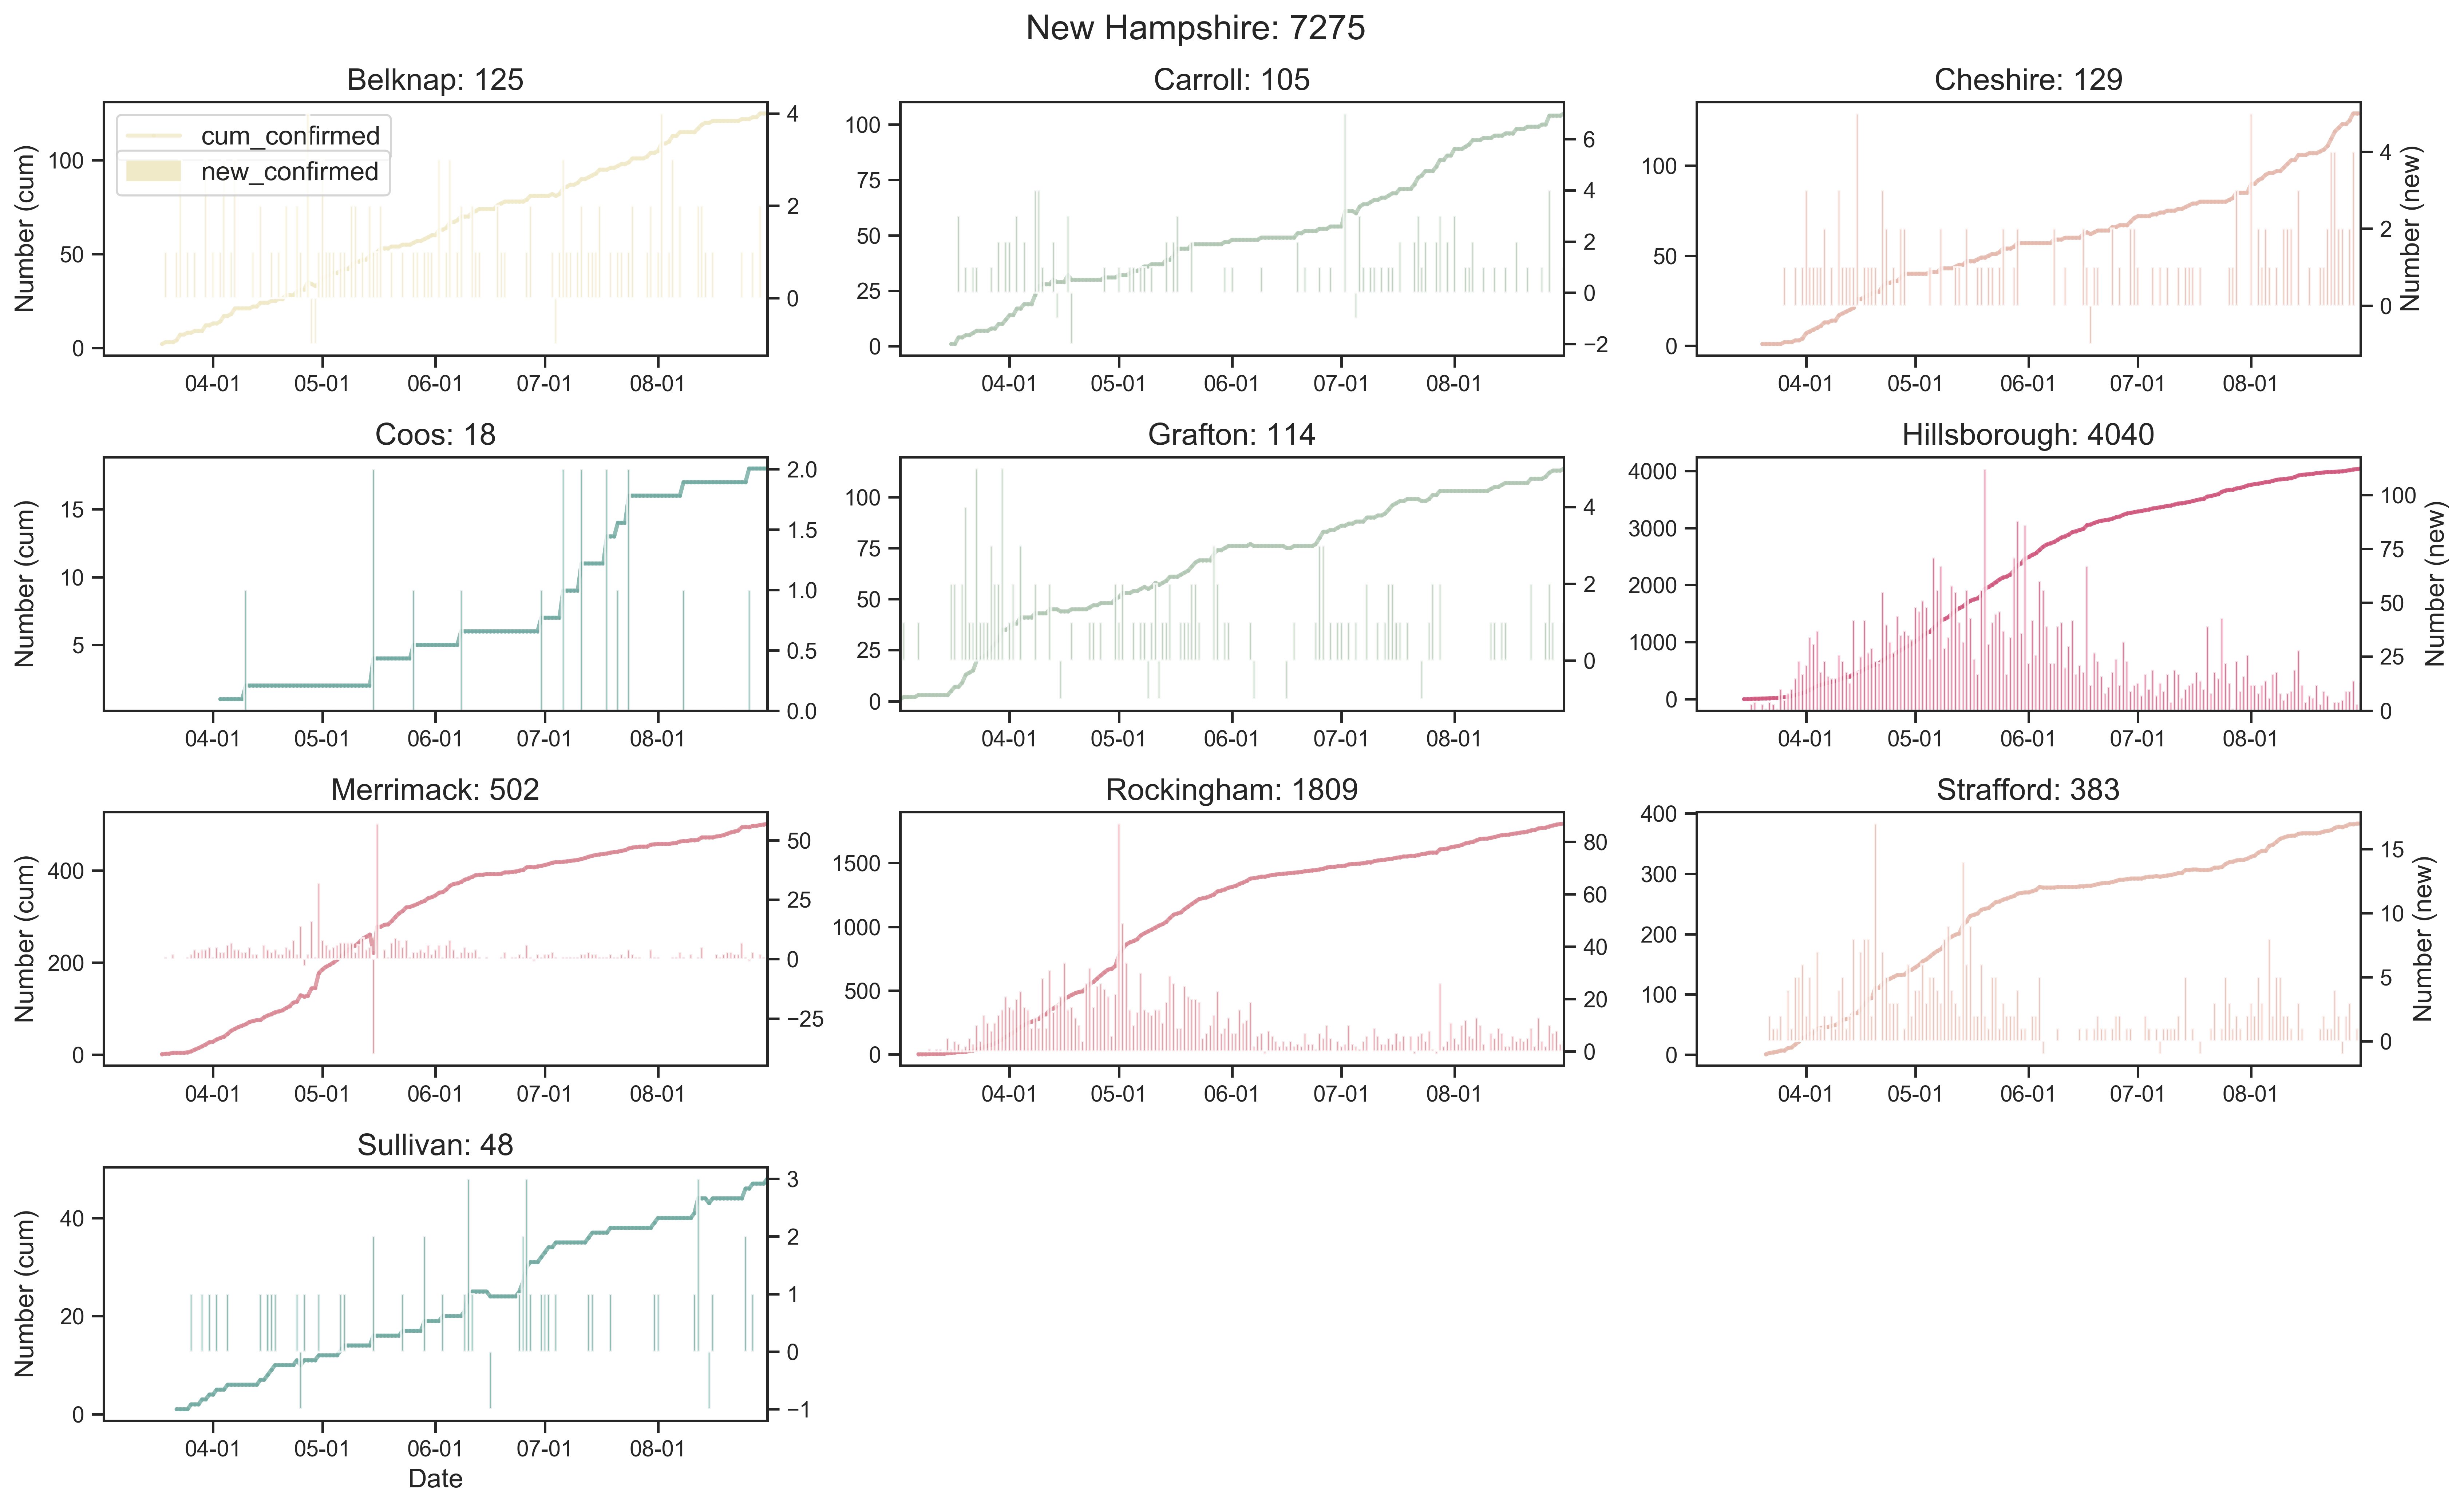 New Hampshire: 7275
Belknap: 125
Number (cum)
100
50
0
cum_confirmed
new_confirmed
4
2
0
04-01 05-01 06-01 07-01 08-01
Carroll: 105
100
75
50
25
0
6
4
2
0
−2
04-01 05-01 06-01 07-01 08-01
Cheshire: 129
100
50
0
4
2
0
Number (new)
04-01 05-01 06-01 07-01 08-01
Coos: 18
Number (cum)
15
10
5
2.0
1.5
1.0
0.5
0.0
04-01 05-01 06-01 07-01 08-01
Grafton: 114
100
75
50
25
0
4
2
0
04-01 05-01 06-01 07-01 08-01
Hillsborough: 4040
4000
3000
2000
1000
0
100
75
50
25
0
Number (new)
04-01 05-01 06-01 07-01 08-01
Merrimack: 502
Number (cum)
400
200
0
50
25
0
−25
04-01 05-01 06-01 07-01 08-01
Rockingham: 1809
1500
1000
500
0
80
60
40
20
0
04-01 05-01 06-01 07-01 08-01
Strafford: 383
400
300
200
100
0
15
10
5
0
Number (new)
04-01 05-01 06-01 07-01 08-01
Sullivan: 48
Number (cum)
40
20
0
3
2
1
0
−1
04-01 05-01 06-01 07-01 08-01
Date